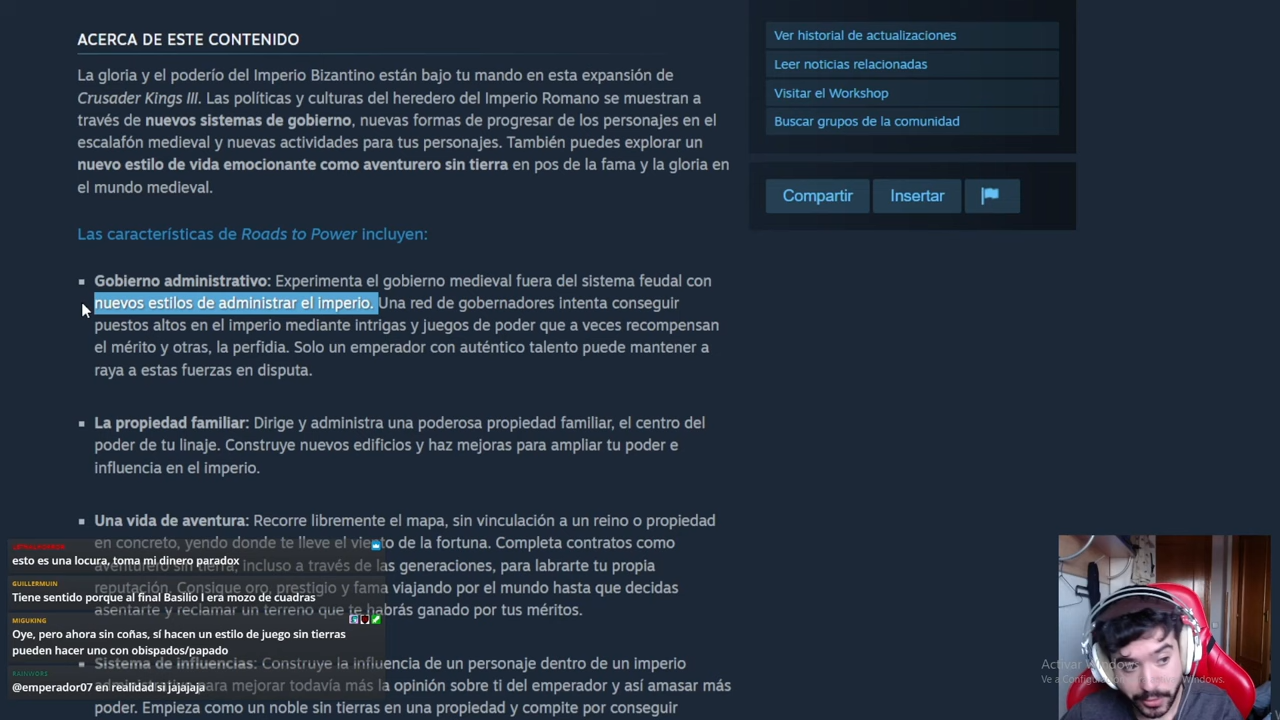 ACERCA DE ESTE CONTENIDO
La gloria y el poderío del Imperio Bizantino están bajo tu mando en esta expansión de
Crusader Kings III. Las políticas y culturas del heredero del Imperio Romano se muestran a
través de nuevos sistemas de gobierno, nuevas formas de progresar de los personajes en el
escalafón medieval y nuevas actividades para tus personajes. También puedes explorar un
nuevo estilo de vida emocionante como aventurero sin tierra en pos de la fama y la gloria en
el mundo medieval.
Las características de Roads to Power incluyen:
Gobierno administrativo: Experimenta el gobierno medieval fuera del sistema feudal con
nuevos estilos de administrar el imperio. Una red de gobernadores intenta conseguir
puestos altos en el imperio mediante intrigas y juegos de poder que a veces recompensan
el mérito y otras, la perfidia. Solo un emperador con auténtico talento puede mantener a
raya a estas fuerzas en disputa.
La propiedad familiar: Dirige y administra una poderosa propiedad familiar, el centro del
poder de tu linaje. Construye nuevos edificios y haz mejoras para ampliar tu poder e
influencia en el imperio.
Una vida de aventura: Recorre libremente el mapa, sin vinculación a un reino o propiedad
en concreto, yendo donde te lleve el viento de la fortuna. Completa contratos como
aventurero sin tierra, incluso a través de las generaciones, para labrarte tu propia
reputación. Consigue oro, prestigio y fama viajando por el mundo hasta que decidas
asentarte y reclamar un terreno que te habrás ganado por tus méritos.
Sistema de influencias: Construye la influencia de un personaje dentro de un imperio
para mejorar todavía más la opinión sobre ti del emperador y así amasar más
poder. Empieza como un noble sin tierras en una propiedad y compite por conseguir
Ver historial de actualizaciones
Leer noticias relacionadas
Visitar el Workshop
Buscar grupos de la comunidad
Compartir
Insertar
esto es una locura, toma mi dinero paradox
GUILLERMUIN
Tiene sentido porque al final Basilio I era mozo de cuadras
MIGUKING
Oye, pero ahora sin coñas, sí hacen un estilo de juego sin tierras
pueden hacer uno con obispados/papado
@emperador07 en realidad si jajajaja
Activar Windows